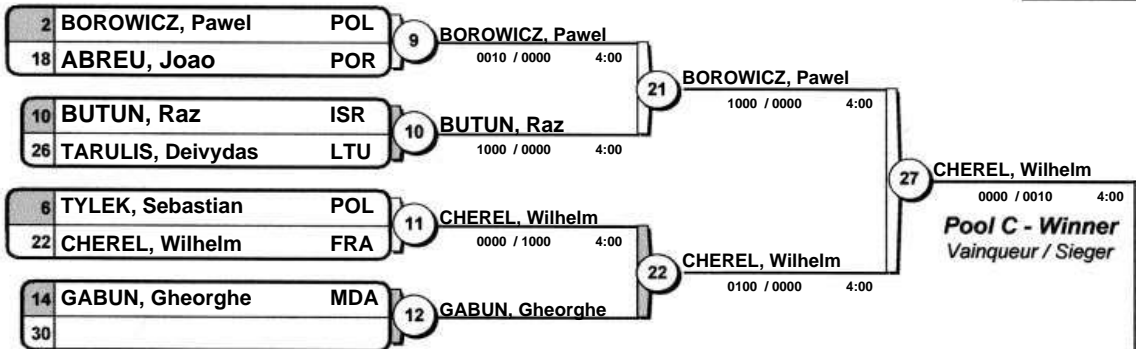 2 BOROWICZ, Pawel POL
18 ABREU, Joao POR
9
BOROWICZ, Pawel
0010 / 0000 4:00
10 BUTUN, Raz ISR
26 TARULIS, Deivydas LTU
10
BUTUN, Raz
1000 / 0000 4:00
21
BOROWICZ, Pawel
1000 / 0000 4:00
6 TYLEK, Sebastian POL
22 CHEREL, Wilhelm FRA
11
CHEREL, Wilhelm
0000 / 1000 4:00
14 GABUN, Gheorghe MDA
30
12
GABUN, Gheorghe
22
CHEREL, Wilhelm
0100 / 0000 4:00
27
CHEREL, Wilhelm
0000 / 0010 4:00
Pool C - Winner
Vainqueur / Sieger